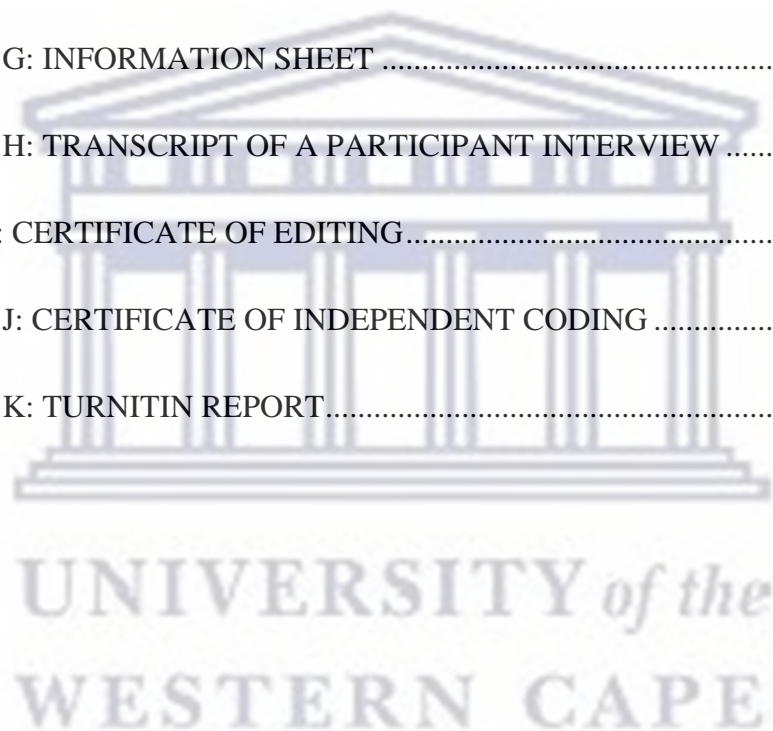 G: INFORMATION SHEET ................................................
H: TRANSCRIPT OF A PARTICIPANT INTERVIEW ......
: CERTIFICATE OF EDITING..............................................
J: CERTIFICATE OF INDEPENDENT CODING ...............
K: TURNITIN REPORT........................................................
UNIVERSITY of the
WESTERN CAPE